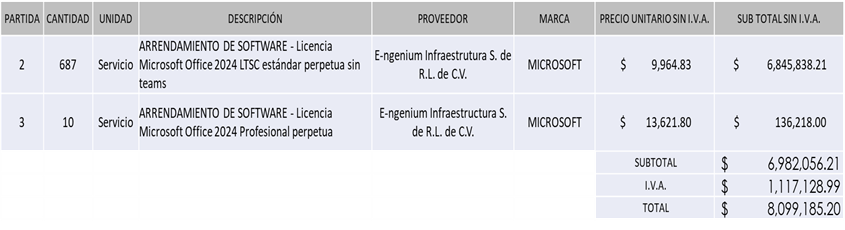 PARTIDA CANTIDAD UNIDAD DESCRIPCIÓN PROVEEDOR MARCA PRECIO UNITARIO SIN I.V.A. SUB TOTAL SIN I.V.A.
ARRENDAMIENTO DE SOFTWARE - Licencia
2 687 Servicio Microsoft Office 2024 LTSC estándar perpetua sin E-ngenium Infraestrutura S. de R.L. de C.V. MICROSOFT $ 9,964.83 $ 6,845,838.21
teams
ARRENDAMIENTO DE SOFTWARE - Licencia
3 10 Servicio Microsoft Office 2024 Profesional perpetua E-ngenium Infraestructura S. de R.L. de C.V. MICROSOFT $ 13,621.80 $ 136,218.00
SUBTOTAL $ 6,982,056.21
I.V.A. $ 1,117,128.99
TOTAL $ 8,099,185.20